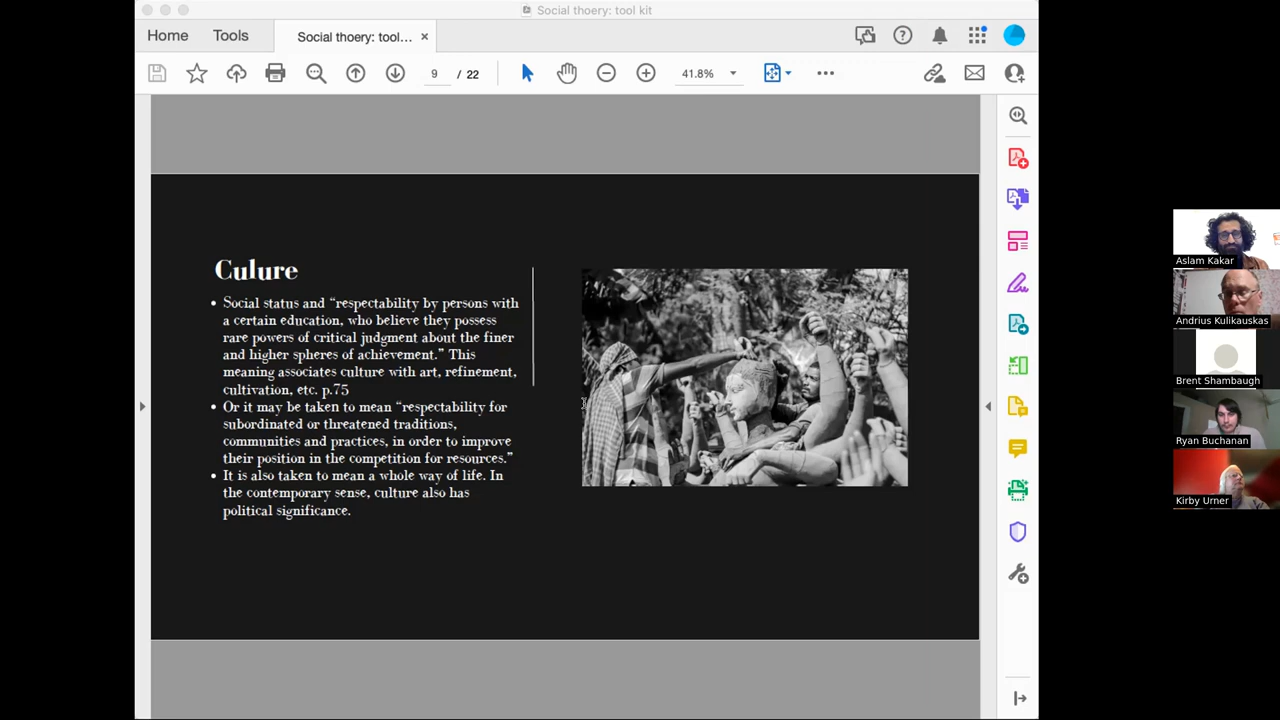 Social thoery: tool kit
Home
Tools
Social thoery: tool...
9
/ 22
41.8%
Culure
• Social status and “respectability by persons with
a certain education, who believe they possess
rare powers of critical judgment about the finer
and higher spheres of achievement.” This
meaning associates culture with art, refinement,
cultivation, etc. p.75
• Or it may be taken to mean “respectability for
subordinated or threatened traditions,
communities and practices, in order to improve
their position in the competition for resources.”
• It is also taken to mean a whole way of life. In
the contemporary sense, culture also has
political significance.
Aslam Kakar
Andrius Kulikauskas
Brent Shambaugh
Ryan Buchanan
Kirby Urner